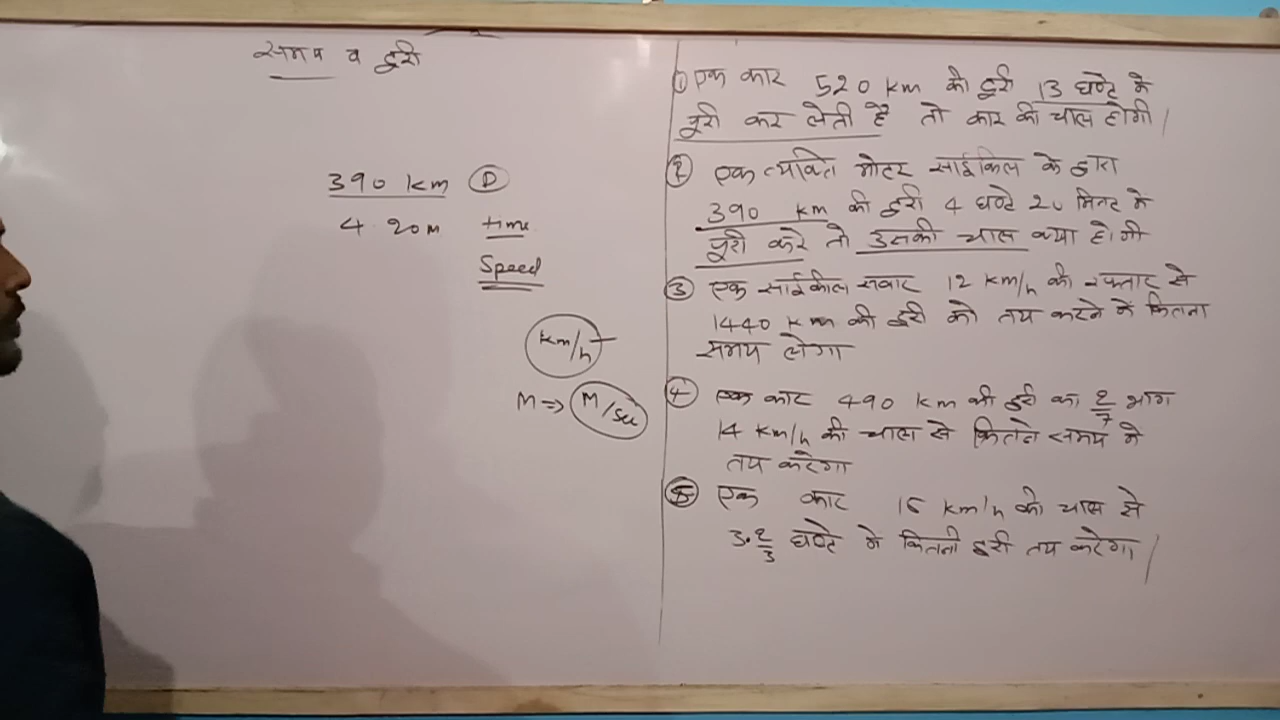 समय व दुरी
390 km D
4 20m time
Speed
km/h
M => M/sec
① एक कार 520 km की दुरी 13 घण्टे मे
पूरी कर लेती है तो कार की चाल होगी |
② एक व्यक्ति मोटर साईकिल के द्वारा
390 km की दुरी 4 घण्टे 20 मिनट मे
पूरी करे तो उसकी चाल क्या होगी
③ एक साईकील सवार 12 km/h की रफ्तार से
1440 km की दुरी को तय करने में कितना
समय लेगा
④ एक कार 490 km की दुरी का 2/7 भाग
14 km/h की चाल से कितने समय मे
तय करेगा
⑤ एक कार 15 km/h की चाल से
3.2/3 घण्टे मे कितनी दुरी तय करेगा |